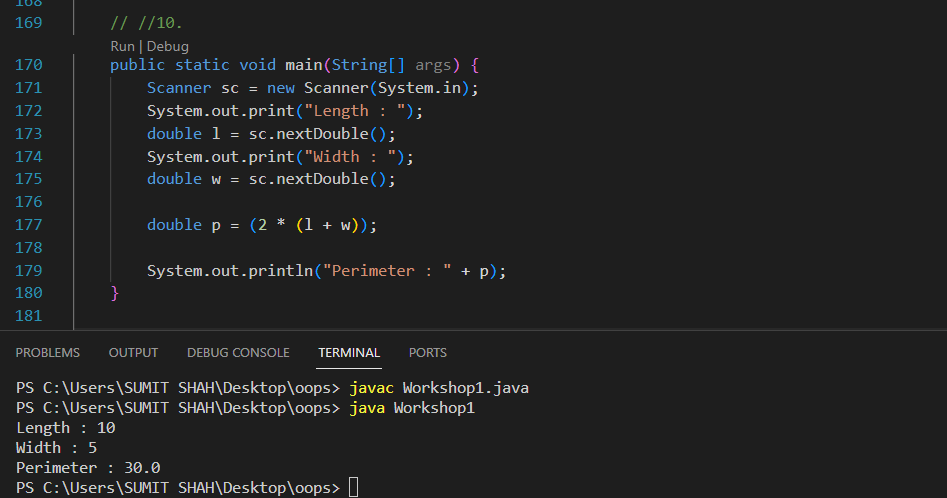 168
169 // //10.
Run | Debug
170 public static void main(String[] args) {
171 Scanner sc = new Scanner(System.in);
172 System.out.print("Length : ");
173 double l = sc.nextDouble();
174 System.out.print("Width : ");
175 double w = sc.nextDouble();
176
177 double p = (2 * (l + w));
178
179 System.out.println("Perimeter : " + p);
180 }
181
PROBLEMS OUTPUT DEBUG CONSOLE TERMINAL PORTS
PS C:\Users\SUMIT SHAH\Desktop\oops> javac Workshop1.java
PS C:\Users\SUMIT SHAH\Desktop\oops> java Workshop1
Length : 10
Width : 5
Perimeter : 30.0
PS C:\Users\SUMIT SHAH\Desktop\oops>